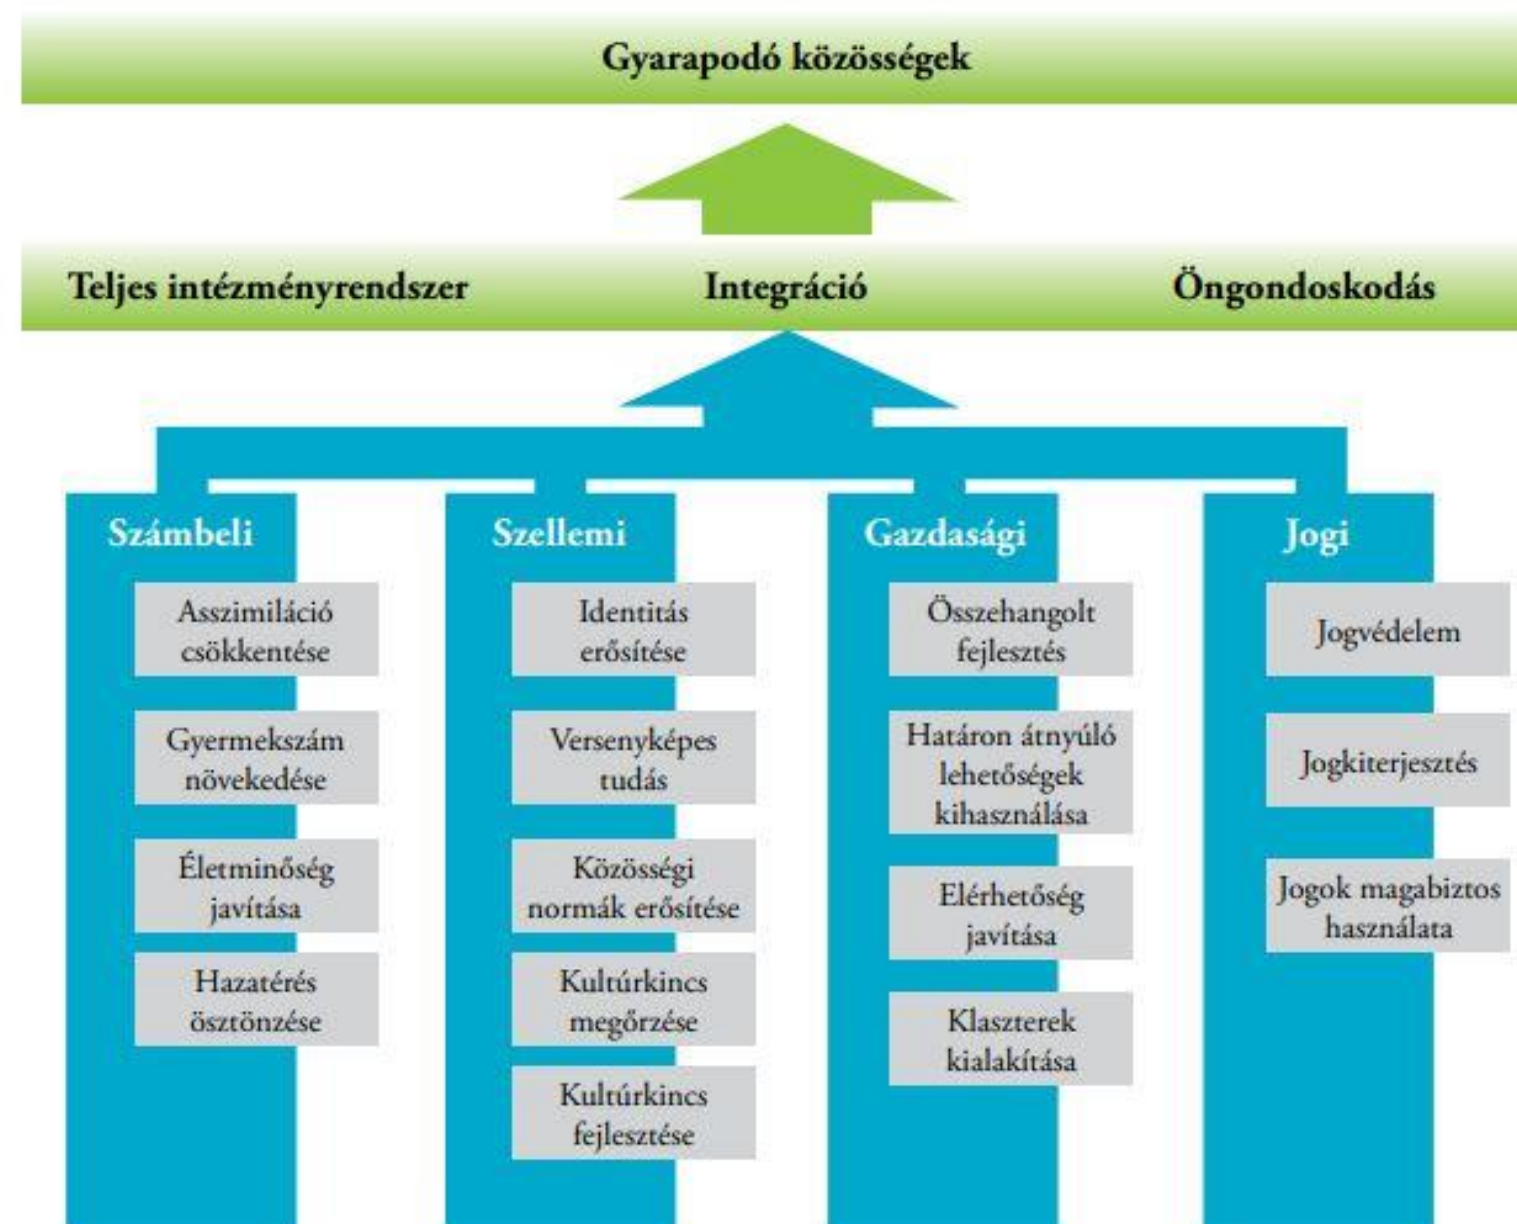 Gyarapodó közösségek
Teljes intézményrendszer
Integráció
Öngondoskodás
Számbeli
Asszimiláció
csökkentése
Gyermekszám
növekedése
Életminőség
javítása
Hazatérés
ösztönzése
Szellemi
Identitás
erősítése
Versenyképes
tudás
Közösségi
normák erősítése
Kultúrkincs
megőrzése
Kultúrkincs
fejlesztése
Gazdasági
Összehangolt
fejlesztés
Határon átnyúló
lehetőségek
kihasználása
Elérhetőség
javítása
Klaszterek
kialakítása
Jogi
Jogvédelem
Jogkiterjesztés
Jogok magabiztos
használata